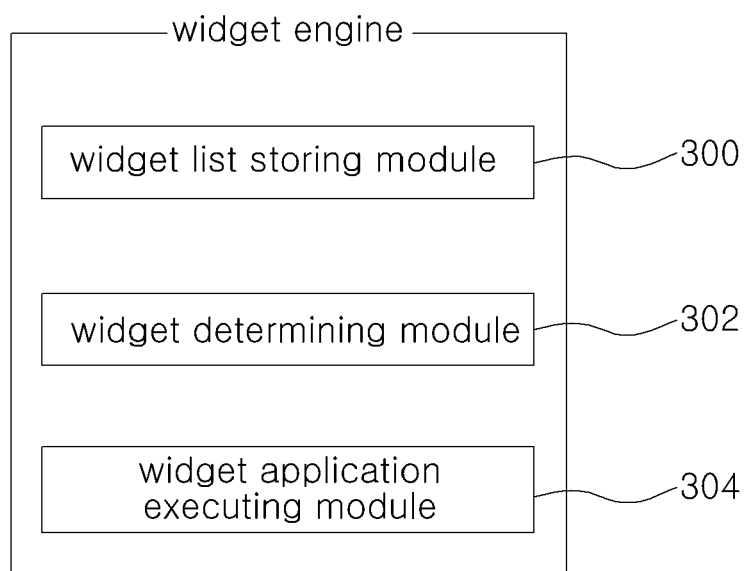 widget engine
widget list storing module
300
widget determining module
302
widget application
executing module
304